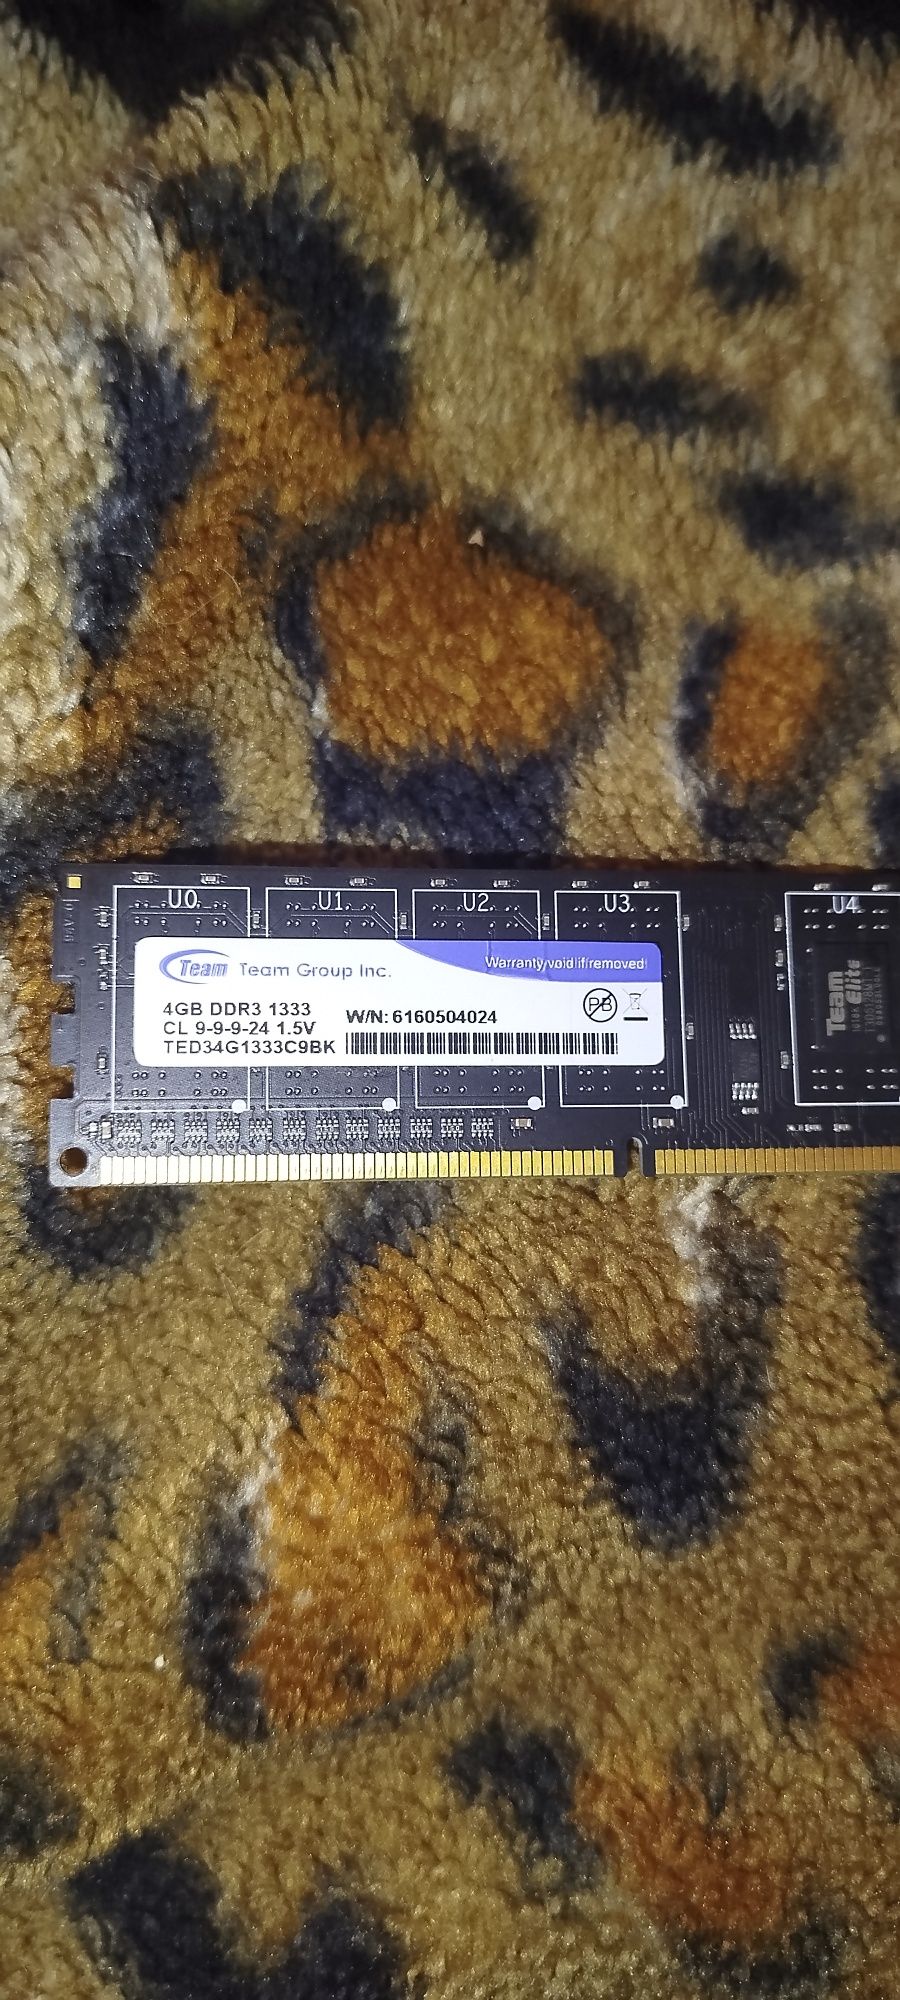 U0 U1 U2 U3 U4
Team Team Group Inc.
Warranty void if removed
4GB DDR3 1333
CL 9-9-9-24 1.5V
W/N: 6160504024
TED34G1333C9BK
PB
Team
Elite